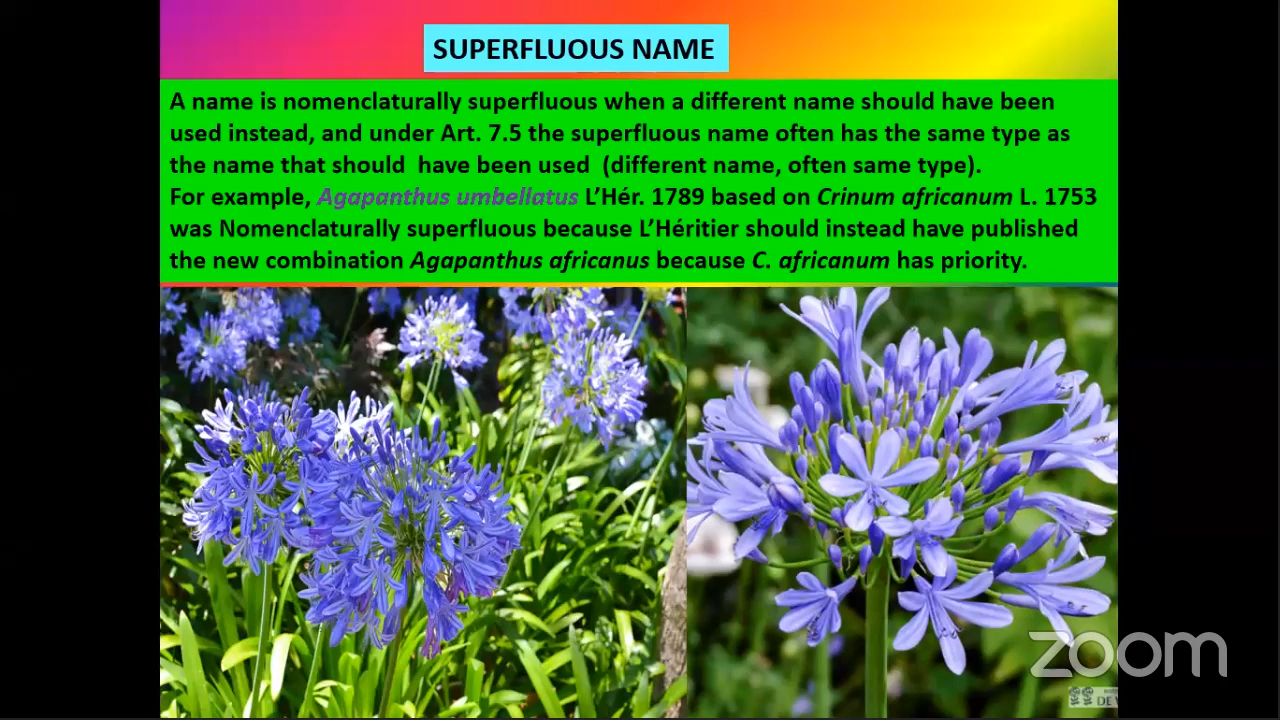 SUPERFLUOUS NAME
A name is nomenclaturally superfluous when a different name should have been
used instead, and under Art. 7.5 the superfluous name often has the same type as
the name that should  have been used  (different name, often same type).
For example, Agapanthus umbellatus L’Hér. 1789 based on Crinum africanum L. 1753
was Nomenclaturally superfluous because L’Héritier should instead have published
the new combination Agapanthus africanus because C. africanum has priority.
zoom